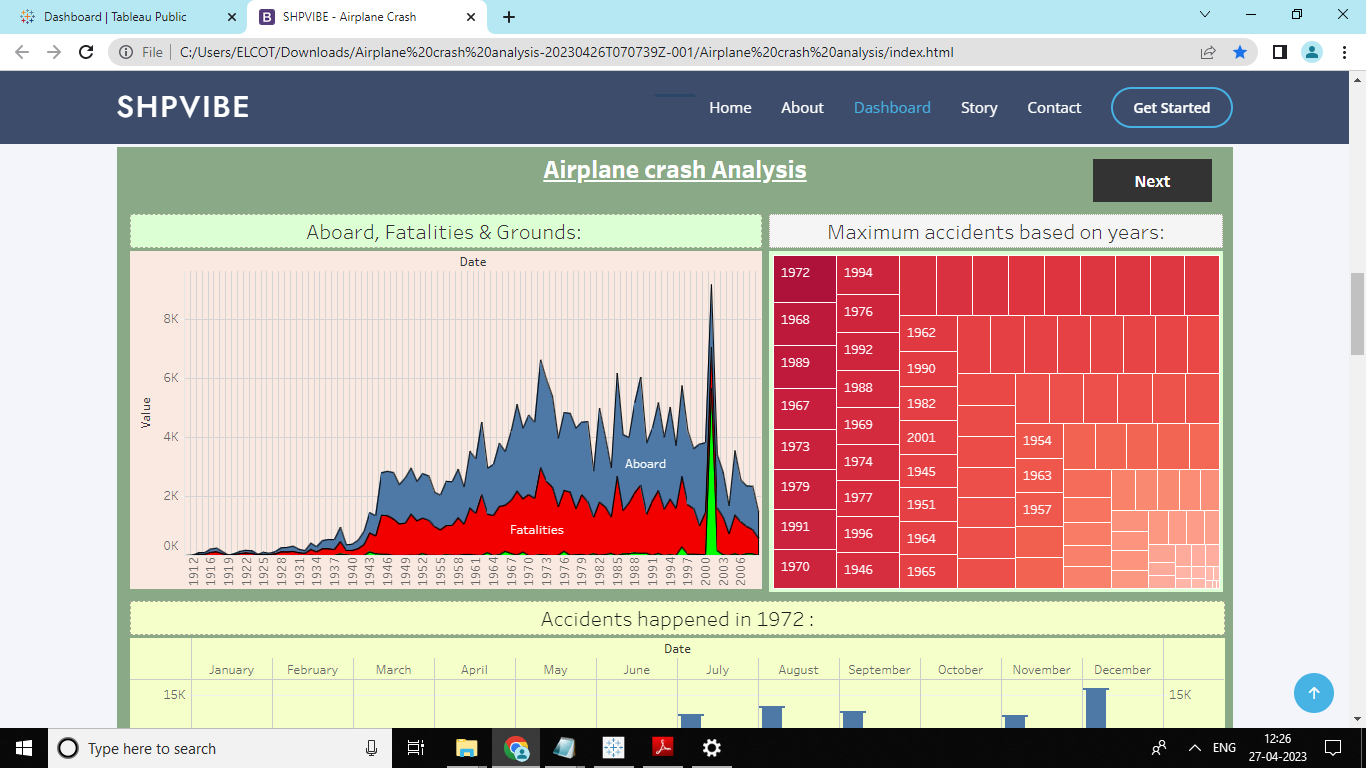 Dashboard | Tableau Public
SHPVIBE - Airplane Crash
File
C:/Users/ELCOT/Downloads/Airplane%20crash%20analysis-20230426T070739Z-001/Airplane%20crash%20analysis/index.html
SHPVIBE
Home
About
Dashboard
Story
Contact
Get Started
Airplane crash Analysis
Next
Aboard, Fatalities & Grounds:
Date
Value
8K
6K
4K
2K
0K
Aboard
Fatalities
1912
1916
1919
1922
1925
1928
1931
1934
1937
1940
1943
1946
1949
1952
1955
1958
1961
1964
1967
1970
1973
1976
1979
1982
1985
1988
1991
1994
1997
2000
2003
2006
Maximum accidents based on years:
1972
1968
1989
1967
1973
1979
1991
1970
1994
1976
1992
1988
1969
1974
1977
1996
1946
1962
1990
1982
2001
1945
1951
1964
1965
1954
1963
1957
Accidents happened in 1972 :
Date
January
February
March
April
May
June
July
August
September
October
November
December
15K
15K
Type here to search
ENG
12:26
27-04-2023